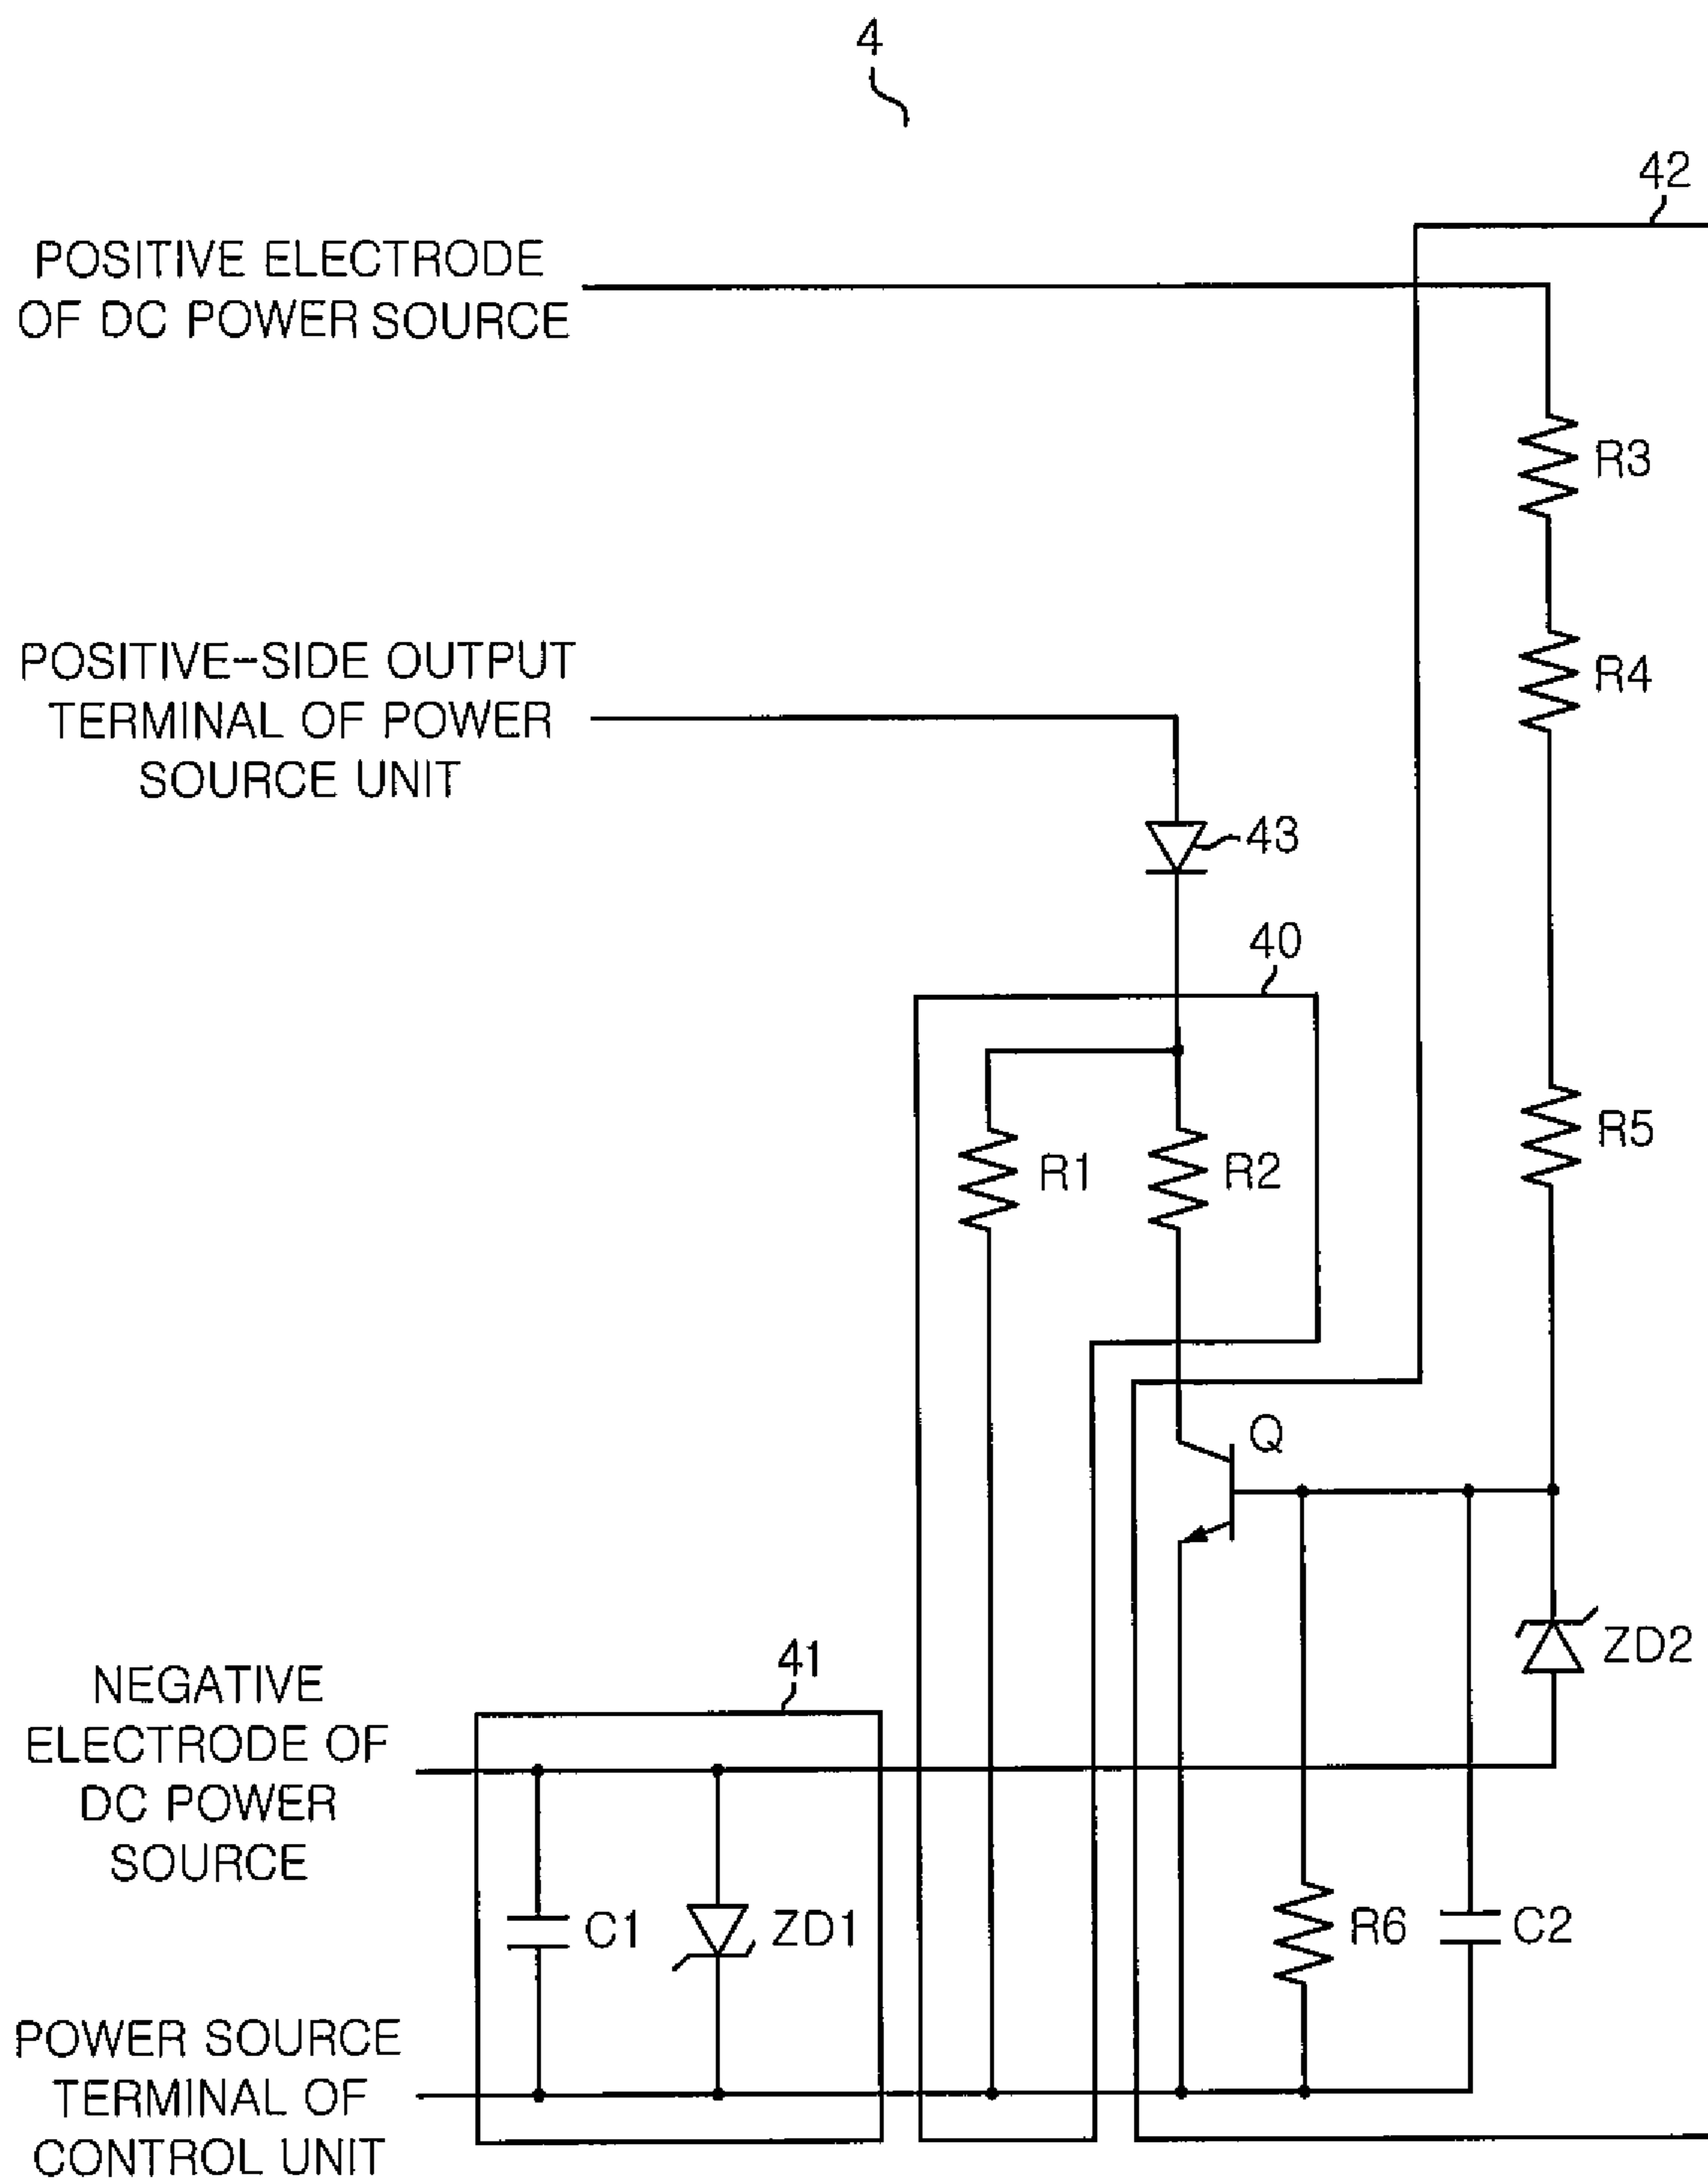 4
42
POSITIVE ELECTRODE
OF DC POWER SOURCE
R3
POSITIVE-SIDE OUTPUT
TERMINAL OF POWER
SOURCE UNIT
R4
43
40
R1
R2
R5
Q
NEGATIVE
ELECTRODE OF
DC POWER
SOURCE
41
ZD2
C1
ZD1
R6
C2
POWER SOURCE
TERMINAL OF
CONTROL UNIT